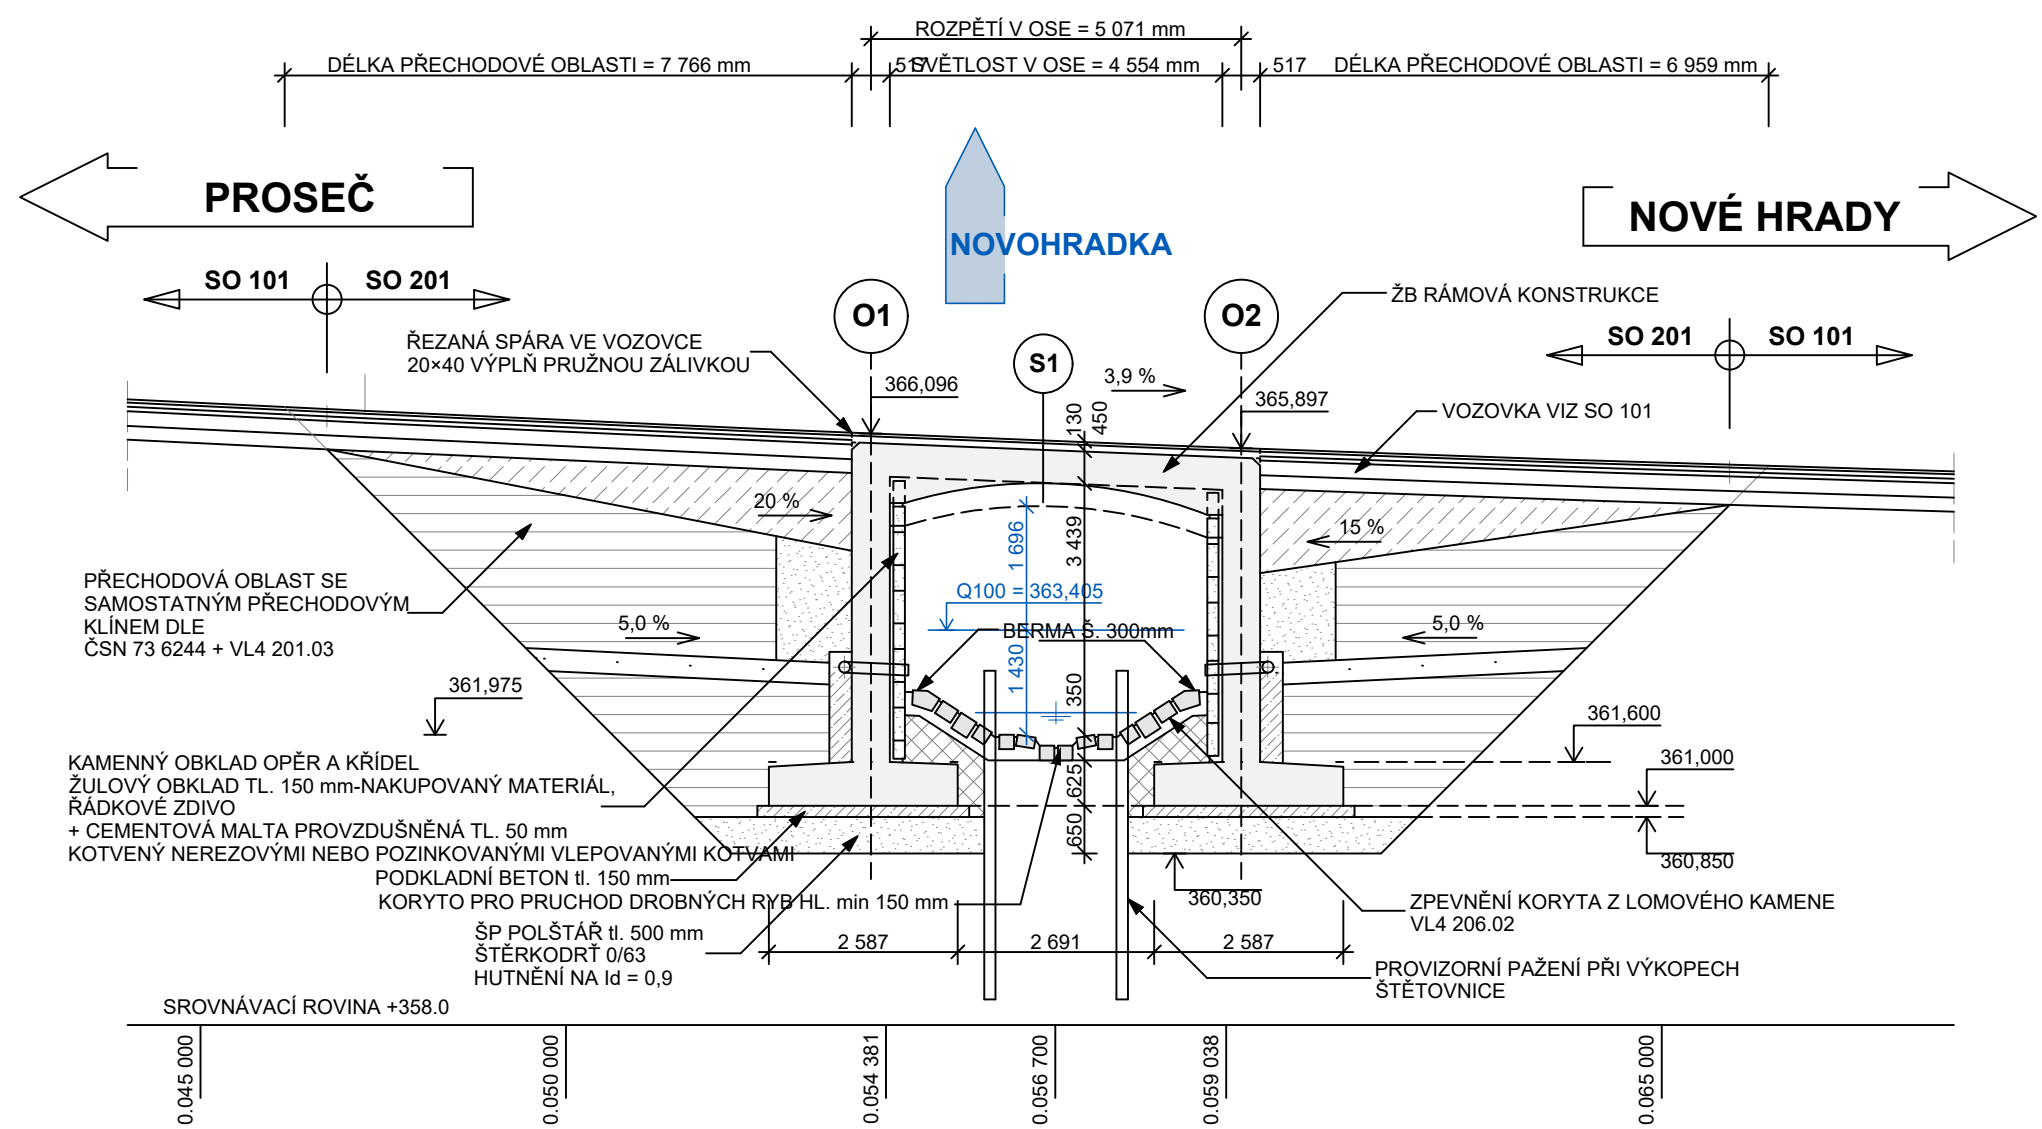 ROZPĚTÍ V OSE = 5 071 mm
DÉLKA PŘECHODOVÉ OBLASTI = 7 766 mm
517
SVĚTLOST V OSE = 4 554 mm
517
DÉLKA PŘECHODOVÉ OBLASTI = 6 959 mm
PROSEČ
NOVÉ HRADY
NOVOHRADKA
SO 101
SO 201
O1
O2
S1
ŽB RÁMOVÁ KONSTRUKCE
SO 201
SO 101
ŘEZANÁ SPÁRA VE VOZOVCE
20×40 VÝPLŇ PRUŽNOU ZÁLIVKOU
366,096
3,9 %
365,897
130
450
VOZOVKA VIZ SO 101
20 %
15 %
1 696
3 439
Q100 = 363,405
PŘECHODOVÁ OBLAST SE
SAMOSTATNÝM PŘECHODOVÝM
KLÍNEM DLE
ČSN 73 6244 + VL4 201.03
5,0 %
BERMA Š. 300mm
5,0 %
1 430
350
361,975
361,600
361,000
KAMENNÝ OBKLAD OPĚR A KŘÍDEL
ŽULOVÝ OBKLAD TL. 150 mm-NAKUPOVANÝ MATERIÁL,
ŘÁDKOVÉ ZDIVO
+ CEMENTOVÁ MALTA PROVZDUŠNĚNÁ TL. 50 mm
KOTVENÝ NEREZOVÝMI NEBO POZINKOVANÝMI VLEPOVANÝMI KOTVAMI
625
650
360,850
PODKLADNÍ BETON tl. 150 mm
KORYTO PRO PRUCHOD DROBNÝCH RYB HL. min 150 mm
360,350
ZPEVNĚNÍ KORYTA Z LOMOVÉHO KAMENE
VL4 206.02
ŠP POLŠTÁŘ tl. 500 mm
ŠTĚRKODRŤ 0/63
HUTNĚNÍ NA Id = 0,9
2 587
2 691
2 587
PROVIZORNÍ PAŽENÍ PŘI VÝKOPECH
ŠTĚTOVNICE
SROVNÁVACÍ ROVINA +358.0
0.045 000
0.050 000
0.054 381
0.056 700
0.059 038
0.065 000